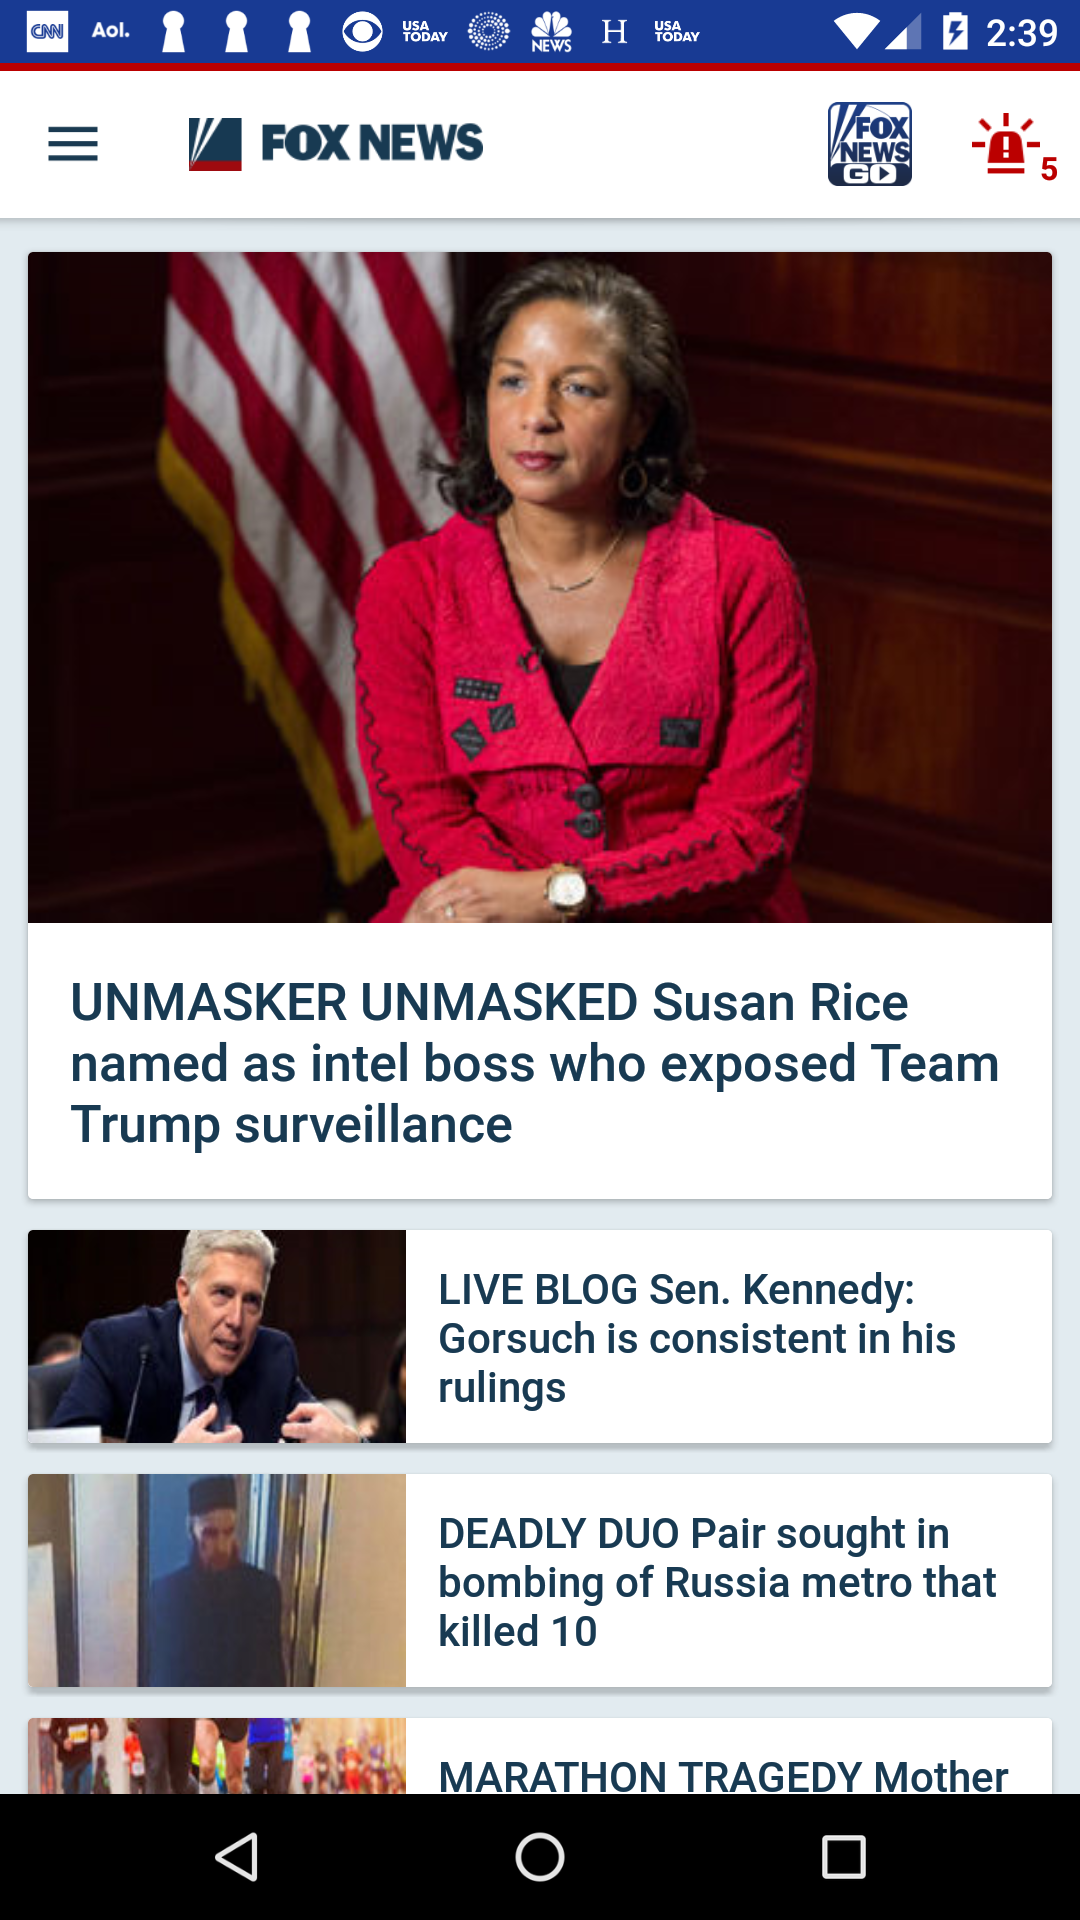 CNN Aol. USA TODAY NEWS H USA TODAY 2:39
FOX NEWS
FOX NEWS GO
5
UNMASKER UNMASKED Susan Rice
named as intel boss who exposed Team
Trump surveillance
LIVE BLOG Sen. Kennedy:
Gorsuch is consistent in his
rulings
DEADLY DUO Pair sought in
bombing of Russia metro that
killed 10
MARATHON TRAGEDY Mother